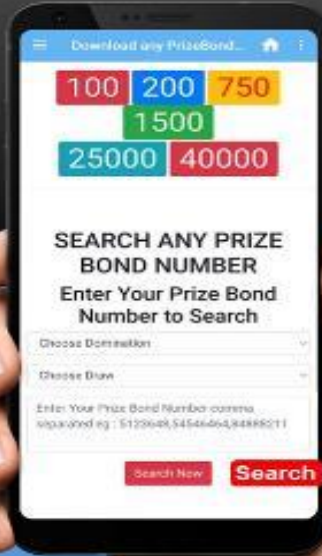 Download any PrizeBond...
100 200 750
1500
25000 40000
SEARCH ANY PRIZE
BOND NUMBER
Enter Your Prize Bond
Number to Search
Choose Domination
Choose Draw
Enter Your Prize Bond Number comma
separated eg : 5123648,54546464,84888211
Search Now Search